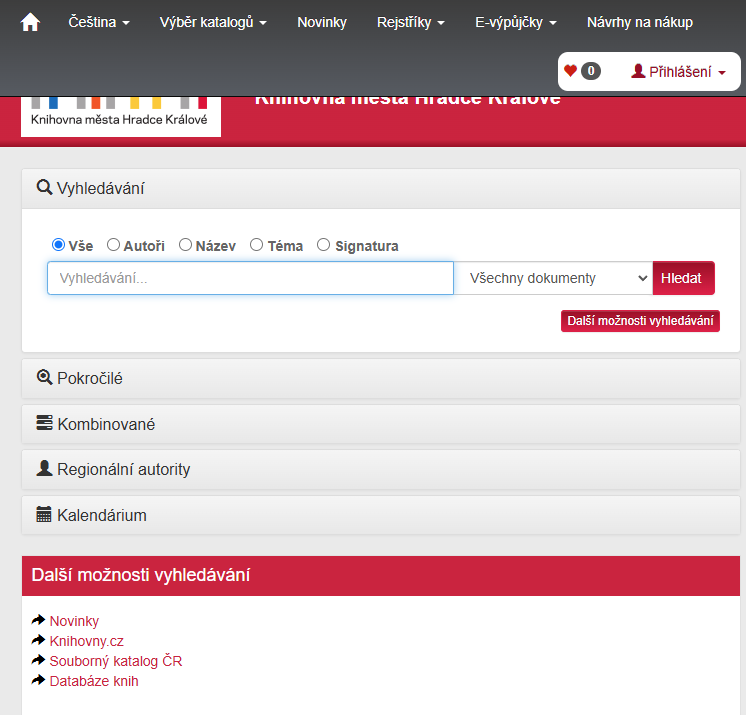 Čeština Výběr katalogů Novinky Rejstříky E-výpůjčky Návrhy na nákup
0 Přihlášení
Knihovna města Hradce Králové
Knihovna města Hradce Králové
Vyhledávání
Vše Autoři Název Téma Signatura
Vyhledávání... Všechny dokumenty Hledat
Další možnosti vyhledávání
Pokročilé
Kombinované
Regionální autority
Kalendárium
Další možnosti vyhledávání
Novinky
Knihovny.cz
Souborný katalog ČR
Databáze knih